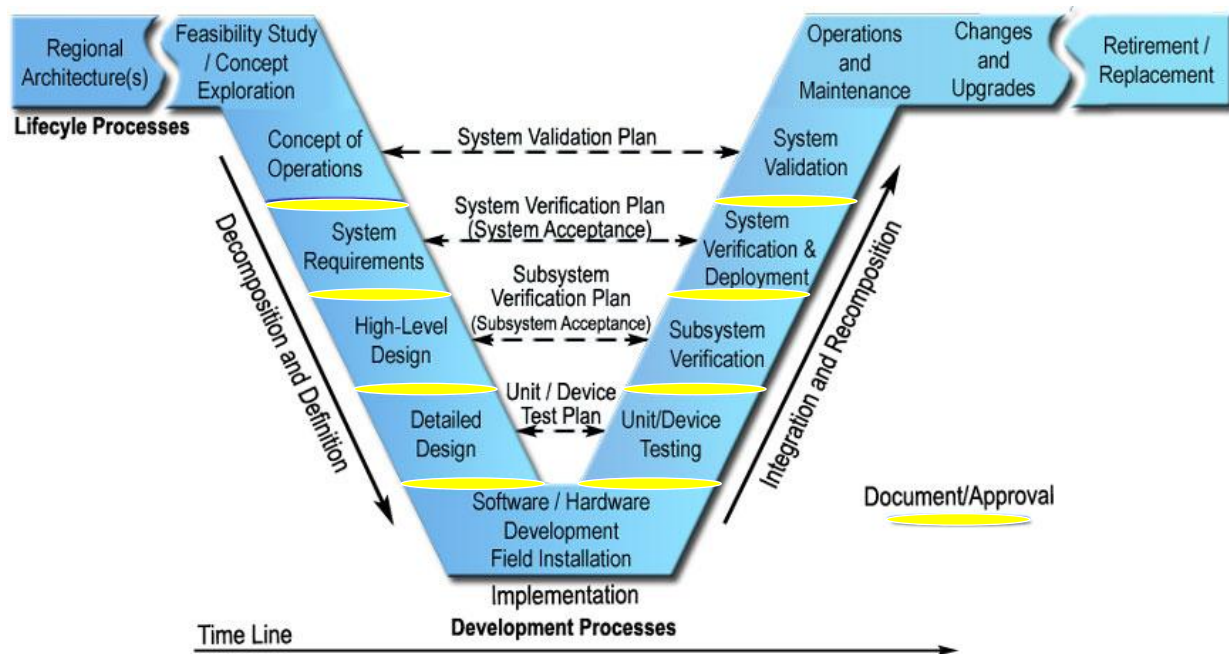 Regional
Architecture(s)
Feasibility Study
/ Concept
Exploration
Operations
and
Maintenance
Changes
and
Upgrades
Retirement /
Replacement
Lifecyle Processes
Concept of
Operations
System Validation Plan
System
Validation
System
Requirements
System Verification Plan
(System Acceptance)
System
Verification &
Deployment
High-Level
Design
Subsystem
Verification Plan
(Subsystem Acceptance)
Subsystem
Verification
Detailed
Design
Unit / Device
Test Plan
Unit/Device
Testing
Decomposition and Definition
Integration and Recomposition
Software / Hardware
Development
Field Installation
Document/Approval
Implementation
Development Processes
Time Line